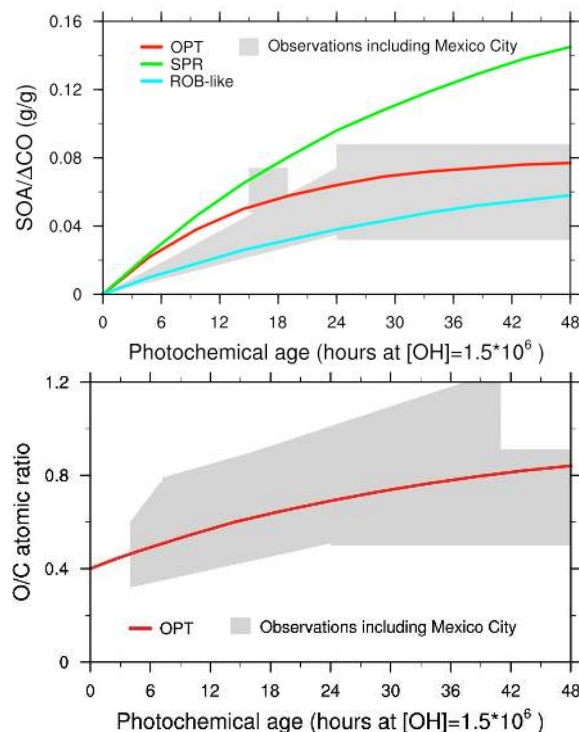 0.16
OPT
SPR
ROB-like
Observations including Mexico City
0.12
0.08
0.04
0
SOA/ΔCO (g/g)
0 6 12 18 24 30 36 42 48
Photochemical age (hours at [OH]=1.5*10⁶ )
1.2
0.8
0.4
0
O/C atomic ratio
OPT
Observations including Mexico City
0 6 12 18 24 30 36 42 48
Photochemical age (hours at [OH]=1.5*10⁶ )